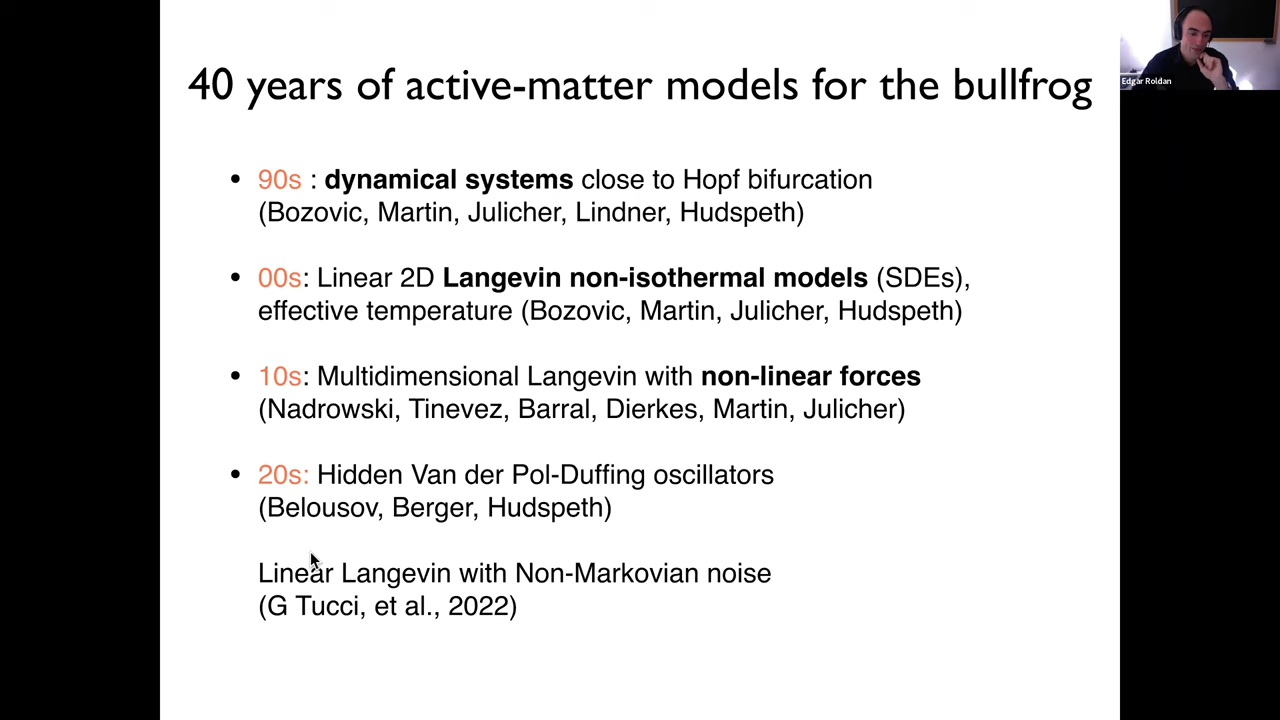 40 years of active-matter models for the bullfrog
Edgar Roldan
• 90s : dynamical systems close to Hopf bifurcation
(Bozovic, Martin, Julicher, Lindner, Hudspeth)
• 00s: Linear 2D Langevin non-isothermal models (SDEs),
effective temperature (Bozovic, Martin, Julicher, Hudspeth)
• 10s: Multidimensional Langevin with non-linear forces
(Nadrowski, Tinevez, Barral, Dierkes, Martin, Julicher)
• 20s: Hidden Van der Pol-Duffing oscillators
(Belousov, Berger, Hudspeth)
Linear Langevin with Non-Markovian noise
(G Tucci, et al., 2022)